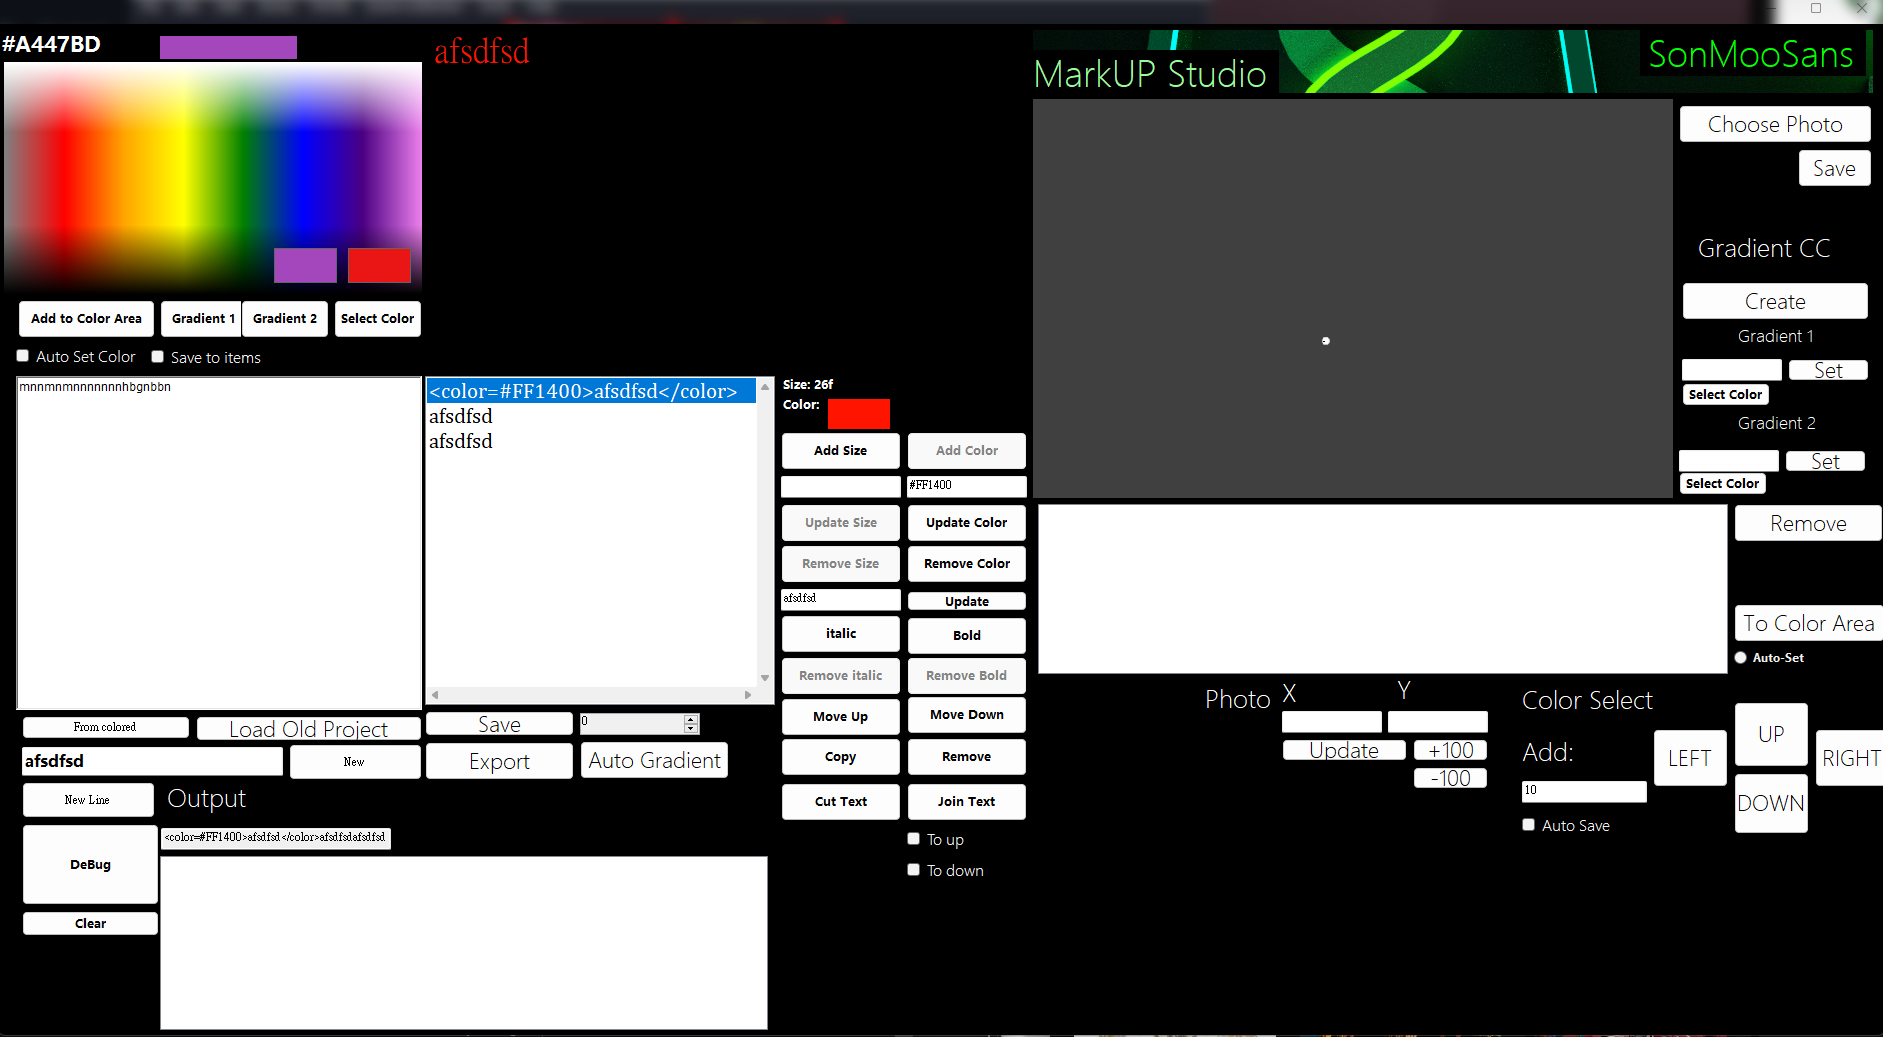 #A447BD
afsdfsd
MarkUP Studio
SonMooSans
Choose Photo
Save
Gradient CC
Create
Gradient 1
Set
Select Color
Gradient 2
Set
Select Color
Add to Color Area
Gradient 1
Gradient 2
Select Color
Auto Set Color
Save to items
mnnmnmnnnnnnnhbgnbbn
<color=#FF1400>afsdfsd</color>
afsdfsd
afsdfsd
Size: 26f
Color:
Add Size
Add Color
#FF1400
Update Size
Update Color
Remove Size
Remove Color
afsdfsd
Update
italic
Bold
Remove italic
Remove Bold
Move Up
Move Down
Copy
Remove
Cut Text
Join Text
To up
To down
From colored
Load Old Project
Save
0
afsdfsd
New
Export
Auto Gradient
New Line
Output
DeBug
<color=#FF1400>afsdfsd</color>afsdfsdafsdfsd
Clear
Remove
To Color Area
Auto-Set
Photo
X
Y
Update
+100
-100
Color Select
Add:
10
Auto Save
LEFT
UP
RIGHT
DOWN